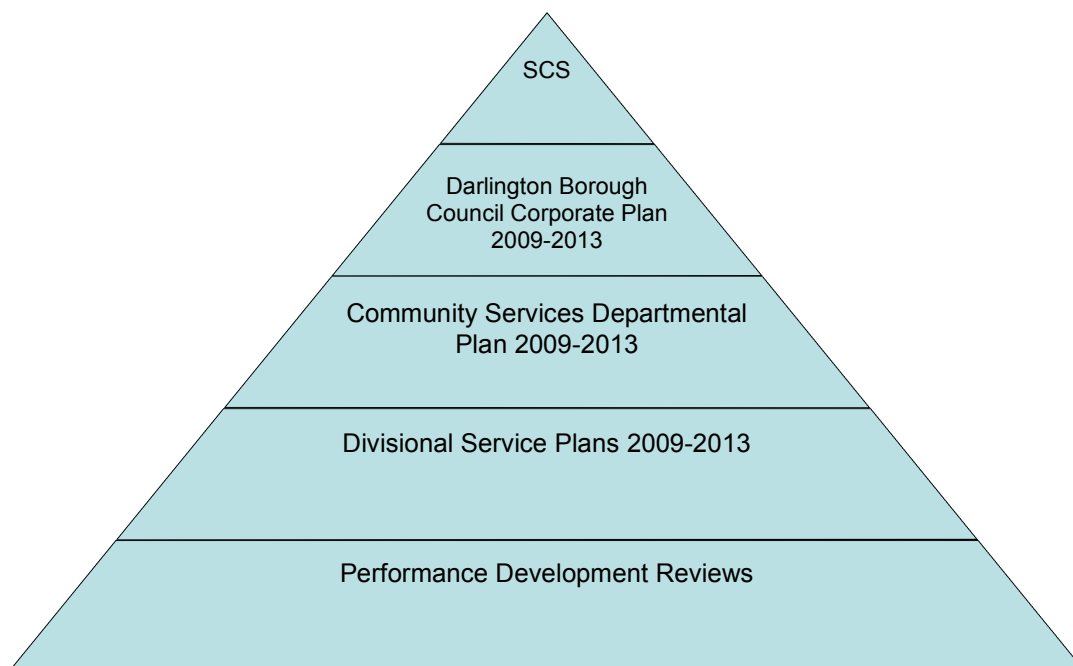 SCS
Darlington Borough
Council Corporate Plan
2009-2013
Community Services Departmental
Plan 2009-2013
Divisional Service Plans 2009-2013
Performance Development Reviews